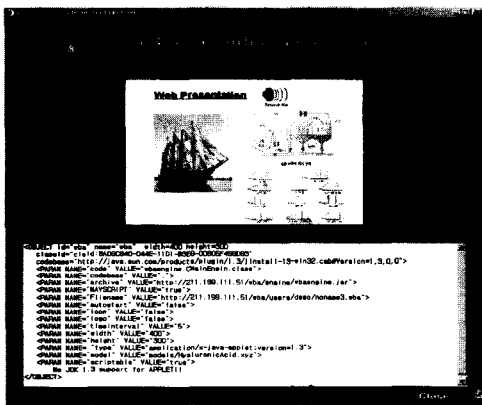 Web Presentation
<OBJECT id="eba" name="eba" width=400 height=300
classid="clsid:8AD9C840-044E-11D1-B3E9-00805F499D93"
codebase="http://java.sun.com/products/plugin/1.3/jinstall-13-win32.cab#Version=1,3,0,0">
<PARAM NAME="code" VALUE="ebaengine.CMainEngin.class">
<PARAM NAME="codebase" VALUE=".">
<PARAM NAME="archive" VALUE="http://211.199.111.51/eba/engine/ebaengine.jar">
<PARAM NAME="MAYSCRIPT" VALUE="true">
<PARAM NAME="Filename" VALUE="http://211.199.111.51/eba/users/demo/noname3.eba">
<PARAM NAME="autostart" VALUE="false">
<PARAM NAME="loop" VALUE="false">
<PARAM NAME="logo" VALUE="false">
<PARAM NAME="timeinterval" VALUE="5">
<PARAM NAME="width" VALUE="400">
<PARAM NAME="height" VALUE="300">
<PARAM NAME="type" VALUE="application/x-java-applet;version=1.3">
<PARAM NAME="model" VALUE="models/HyaluronicAcid.xyz">
<PARAM NAME="scriptable" VALUE="true">
No JDK 1.3 support for APPLET!!
</OBJECT>
Close